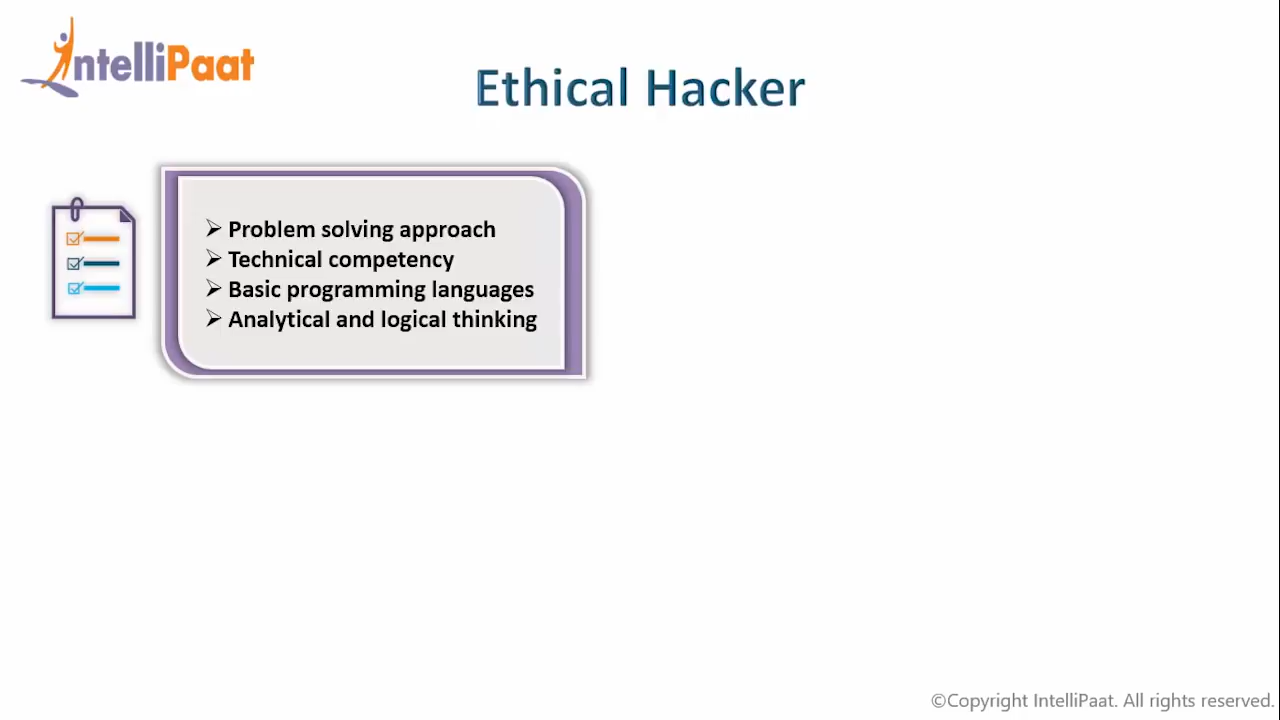 IntelliPaat
Ethical Hacker
➢ Problem solving approach
➢ Technical competency
➢ Basic programming languages
➢ Analytical and logical thinking
©Copyright IntelliPaat. All rights reserved.